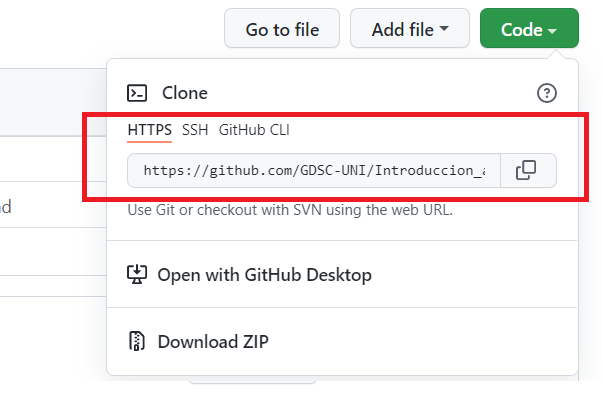 Go to file Add file Code
Clone
HTTPS SSH GitHub CLI
https://github.com/GDSC-UNI/Introduccion_a
Use Git or checkout with SVN using the web URL.
Open with GitHub Desktop
Download ZIP